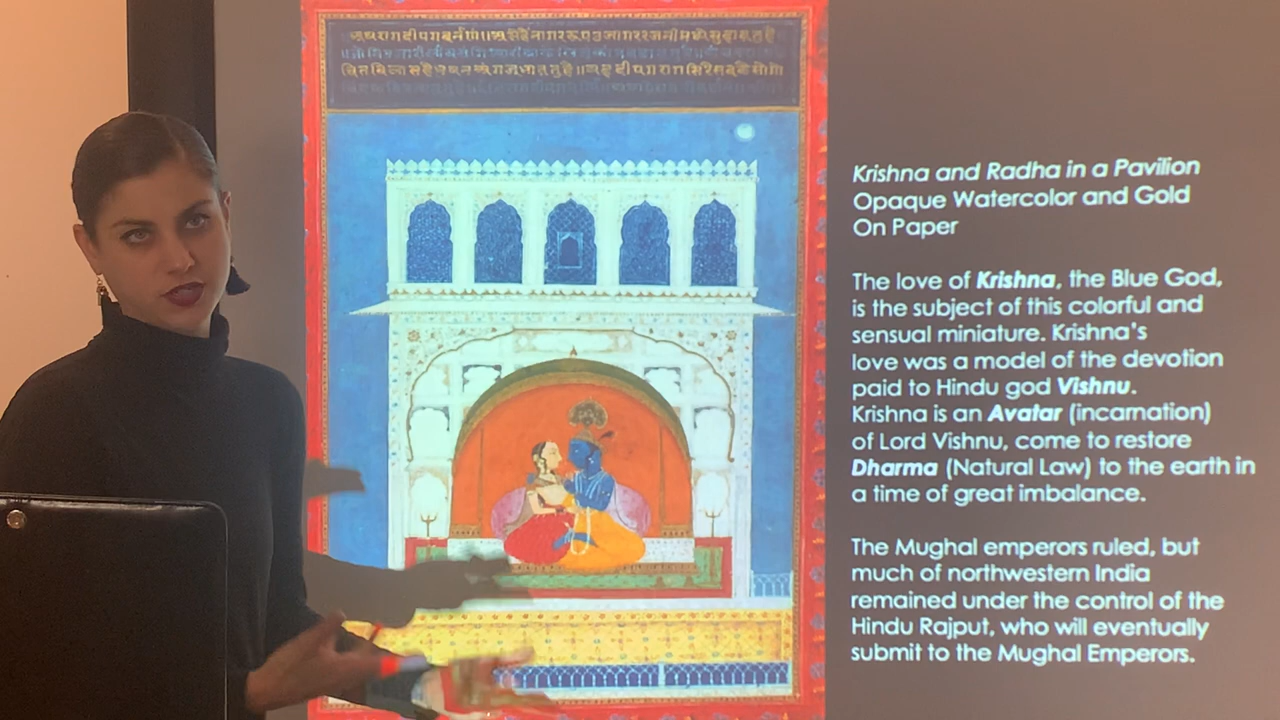 Krishna and Radha in a Pavilion
Opaque Watercolor and Gold
On Paper
The love of Krishna, the Blue God,
is the subject of this colorful and
sensual miniature. Krishna's
love was a model of the devotion
paid to Hindu god Vishnu.
Krishna is an Avatar (incarnation)
of Lord Vishnu, come to restore
Dharma (Natural Law) to the earth in
a time of great imbalance.
The Mughal emperors ruled, but
much of northwestern India
remained under the control of the
Hindu Rajput, who will eventually
submit to the Mughal Emperors.